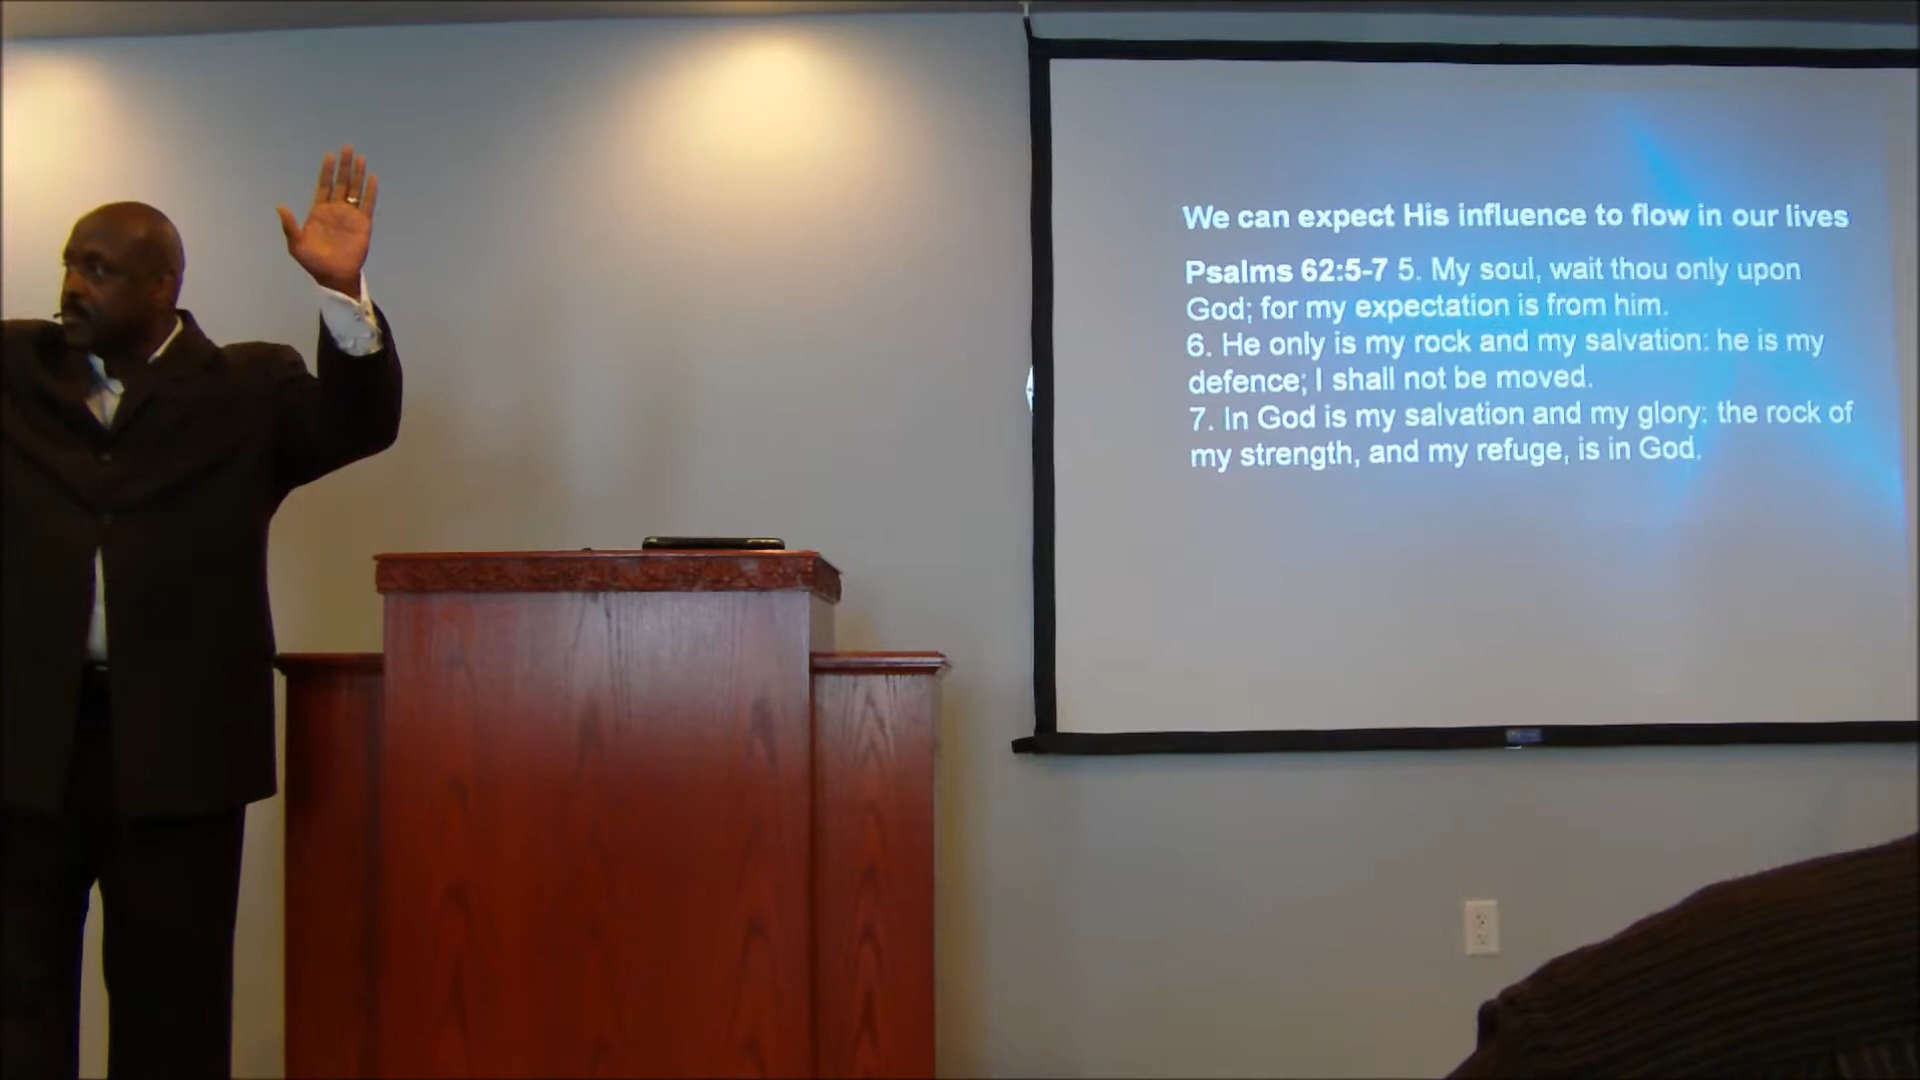 We can expect His influence to flow in our lives
Psalms 62:5-7 5. My soul, wait thou only upon
God; for my expectation is from him.
6. He only is my rock and my salvation: he is my
defence; I shall not be moved.
7. In God is my salvation and my glory: the rock of
my strength, and my refuge, is in God.